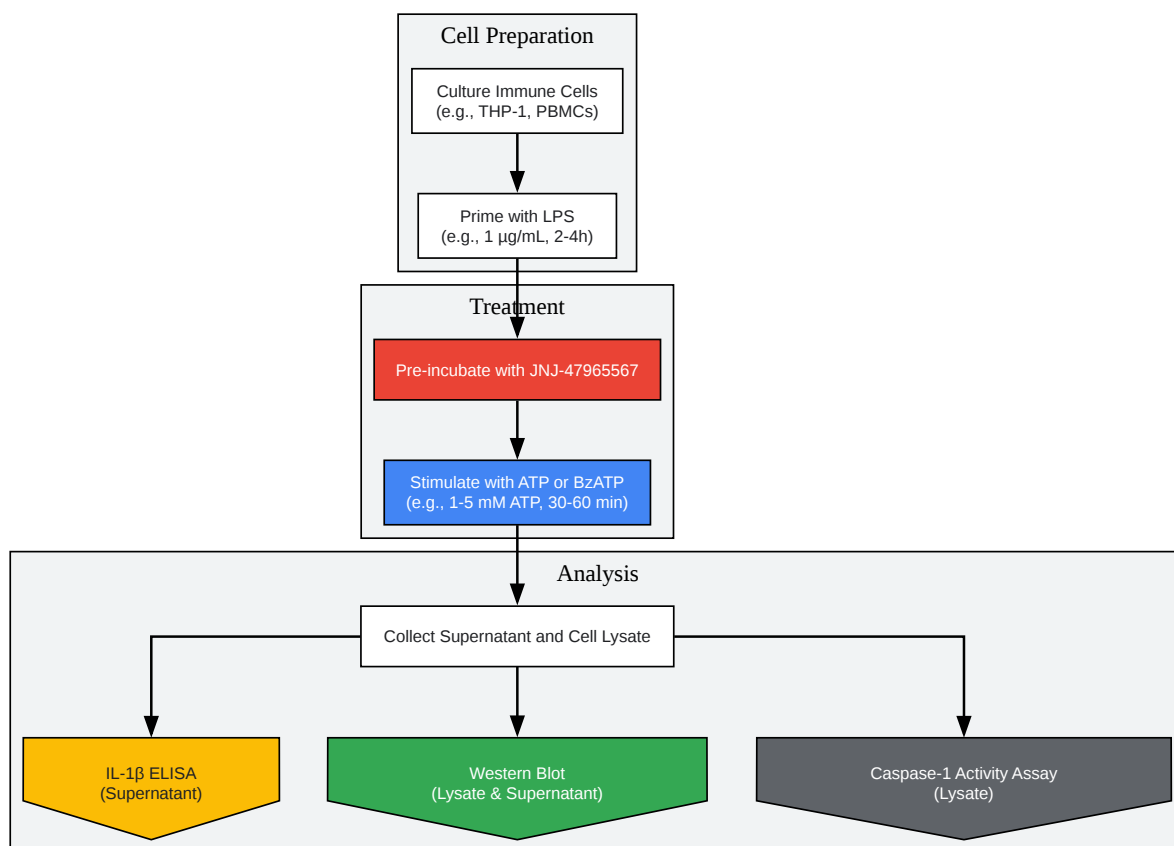 Cell Preparation
Culture Immune Cells
(e.g., THP-1, PBMCs)
Prime with LPS
(e.g., 1 µg/mL, 2-4h)
Treatment
Pre-incubate with JNJ-47965567
Stimulate with ATP or BzATP
(e.g., 1-5 mM ATP, 30-60 min)
Analysis
Collect Supernatant and Cell Lysate
IL-1β ELISA
(Supernatant)
Western Blot
(Lysate & Supernatant)
Caspase-1 Activity Assay
(Lysate)